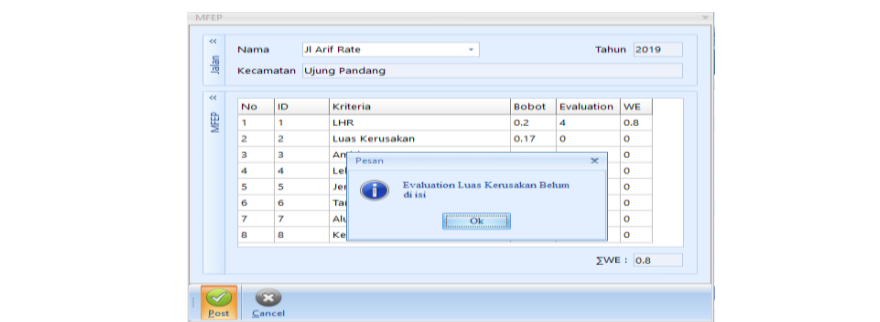 MFEP
Jalan
Nama Jl Arif Rate Tahun 2019
Kecamatan Ujung Pandang
MFEP
No ID Kriteria Bobot Evaluation WE
1 1 LHR 0.2 4 0.8
2 2 Luas Kerusakan 0.17 0 0
3 3 0
4 4 0
5 5 0
6 6 0
7 7 0
8 8 0
Pesan
Evaluation Luas Kerusakan Belum
di isi
Ok
∑WE : 0.8
Post Cancel